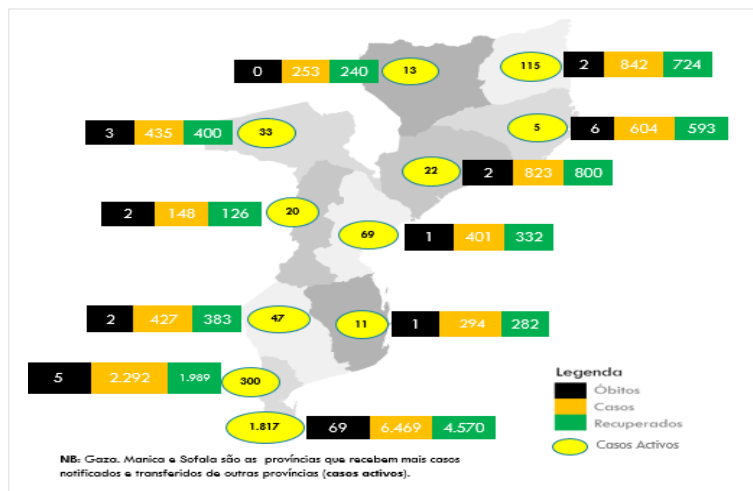 0 253 240 13
115 2 842 724
3 435 400 33
5 6 604 593
22 2 823 800
2 148 126 20
69 1 401 332
2 427 383 47
11 1 294 282
5 2.292 1.989 300
1.817 69 6.469 4.570
Legenda
Óbitos
Casos
Recuperados
Casos Activos
NB: Gaza. Manica e Sofala são as províncias que recebem mais casos
notificados e transferidos de outras províncias (casos activos).